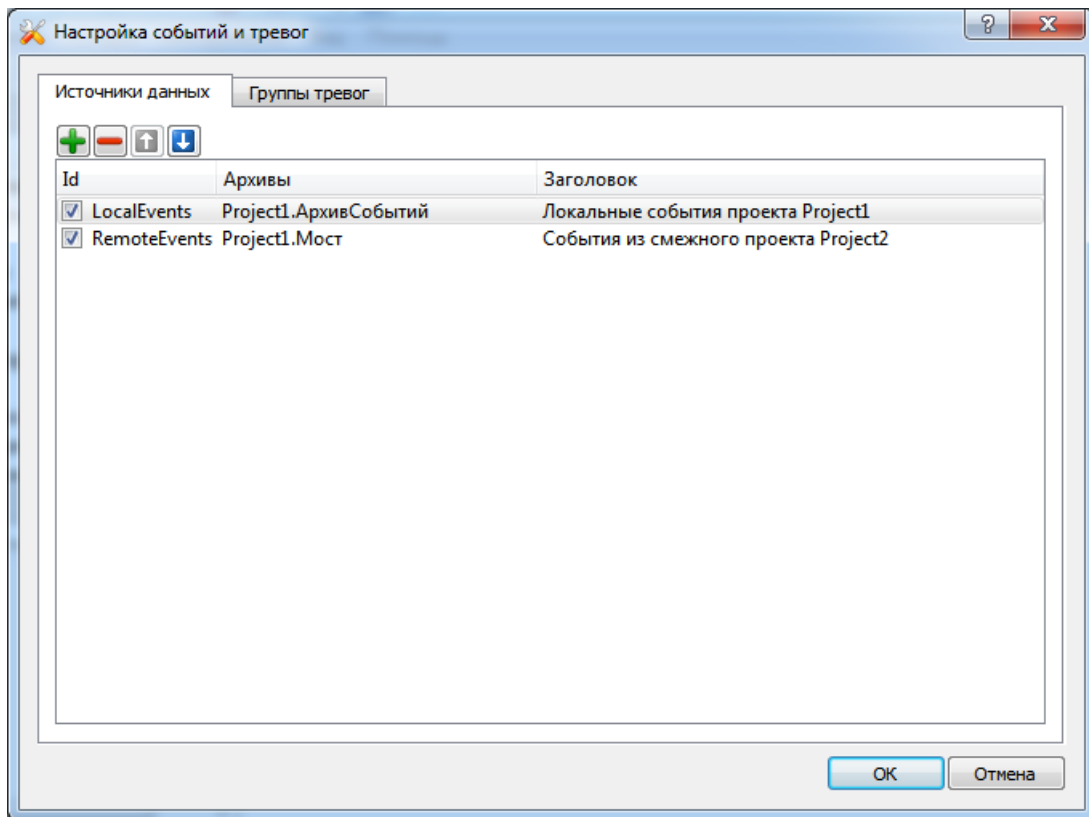 Настройка событий и тревог
Источники данных Группы тревог
Id Архивы Заголовок
LocalEvents Project1.АрхивСобытий Локальные события проекта Project1
RemoteEvents Project1.Мост События из смежного проекта Project2
ОК Отмена